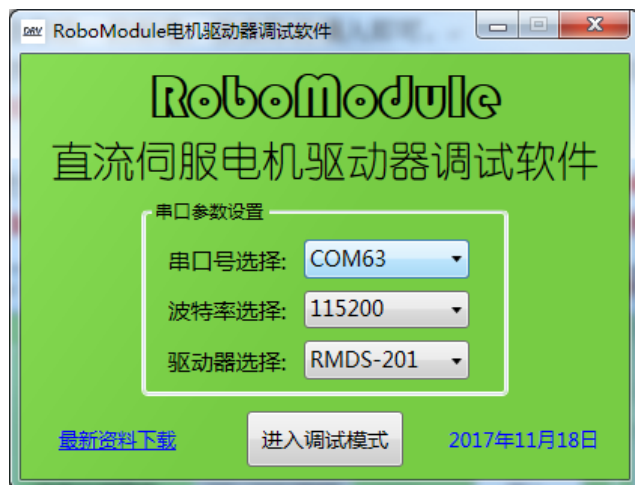 DRV RoboModule电机驱动器调试软件
RoboModule
直流伺服电机驱动器调试软件
串口参数设置
串口号选择: COM63
波特率选择: 115200
驱动器选择: RMDS-201
最新资料下载 进入调试模式 2017年11月18日